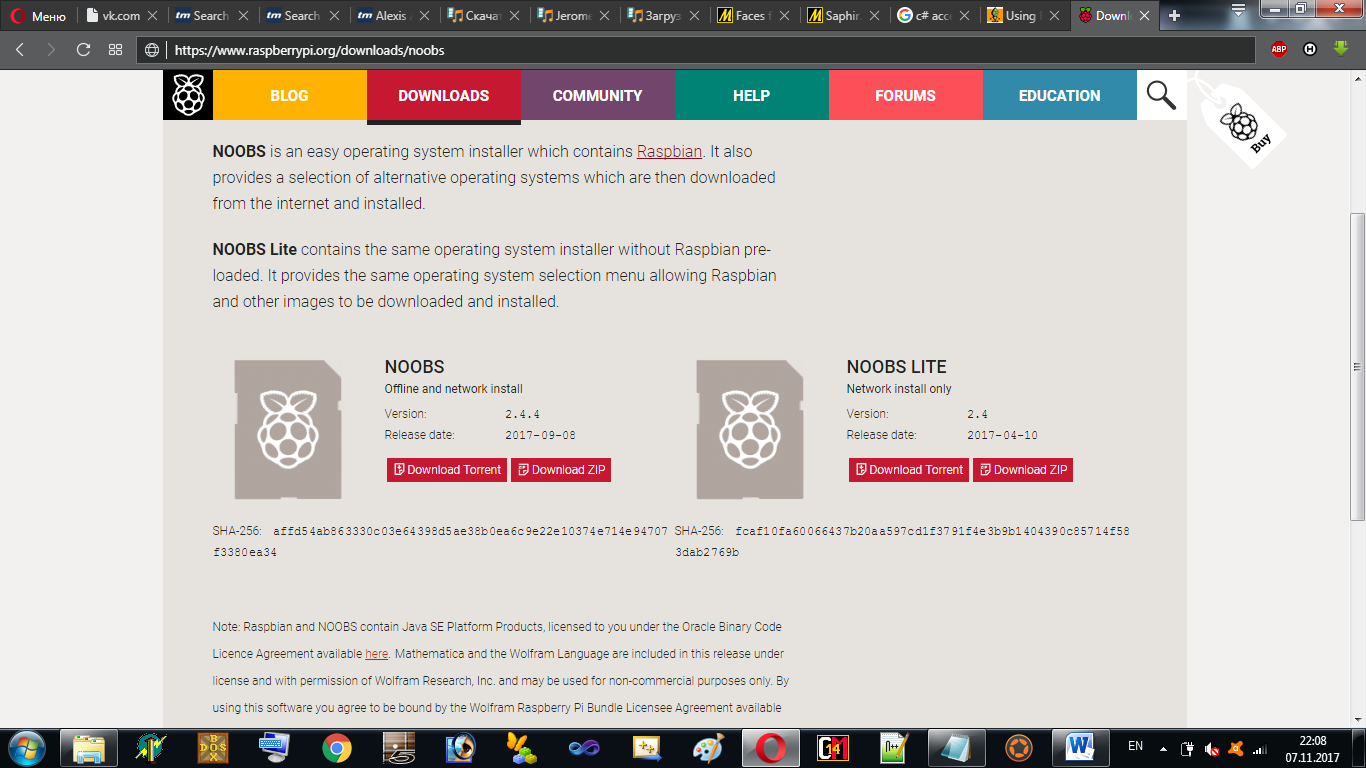 Меню
vk.com
Search
Search
Alexis
Скачат
Jerome
Загруз
Faces f
Saphir.
c# acce
Using
Downl
https://www.raspberrypi.org/downloads/noobs
ABP
H
BLOG
DOWNLOADS
COMMUNITY
HELP
FORUMS
EDUCATION
Buy
NOOBS is an easy operating system installer which contains Raspbian. It also
provides a selection of alternative operating systems which are then downloaded
from the internet and installed.
NOOBS Lite contains the same operating system installer without Raspbian pre-
loaded. It provides the same operating system selection menu allowing Raspbian
and other images to be downloaded and installed.
NOOBS
Offline and network install
Version: 2.4.4
Release date: 2017-09-08
Download Torrent Download ZIP
SHA-256: affd54ab863330c03e64398d5ae38b0ea6c9e22e10374e714e94707
f3380ea34
NOOBS LITE
Network install only
Version: 2.4
Release date: 2017-04-10
Download Torrent Download ZIP
SHA-256: fcaf10fa60066437b20aa597cd1f3791f4e3b9b1404390c85714f58
3dab2769b
Note: Raspbian and NOOBS contain Java SE Platform Products, licensed to you under the Oracle Binary Code
Licence Agreement available here. Mathematica and the Wolfram Language are included in this release under
license and with permission of Wolfram Research, Inc. and may be used for non-commercial purposes only. By
using this software you agree to be bound by the Wolfram Raspberry Pi Bundle Licensee Agreement available
EN
22:08
07.11.2017